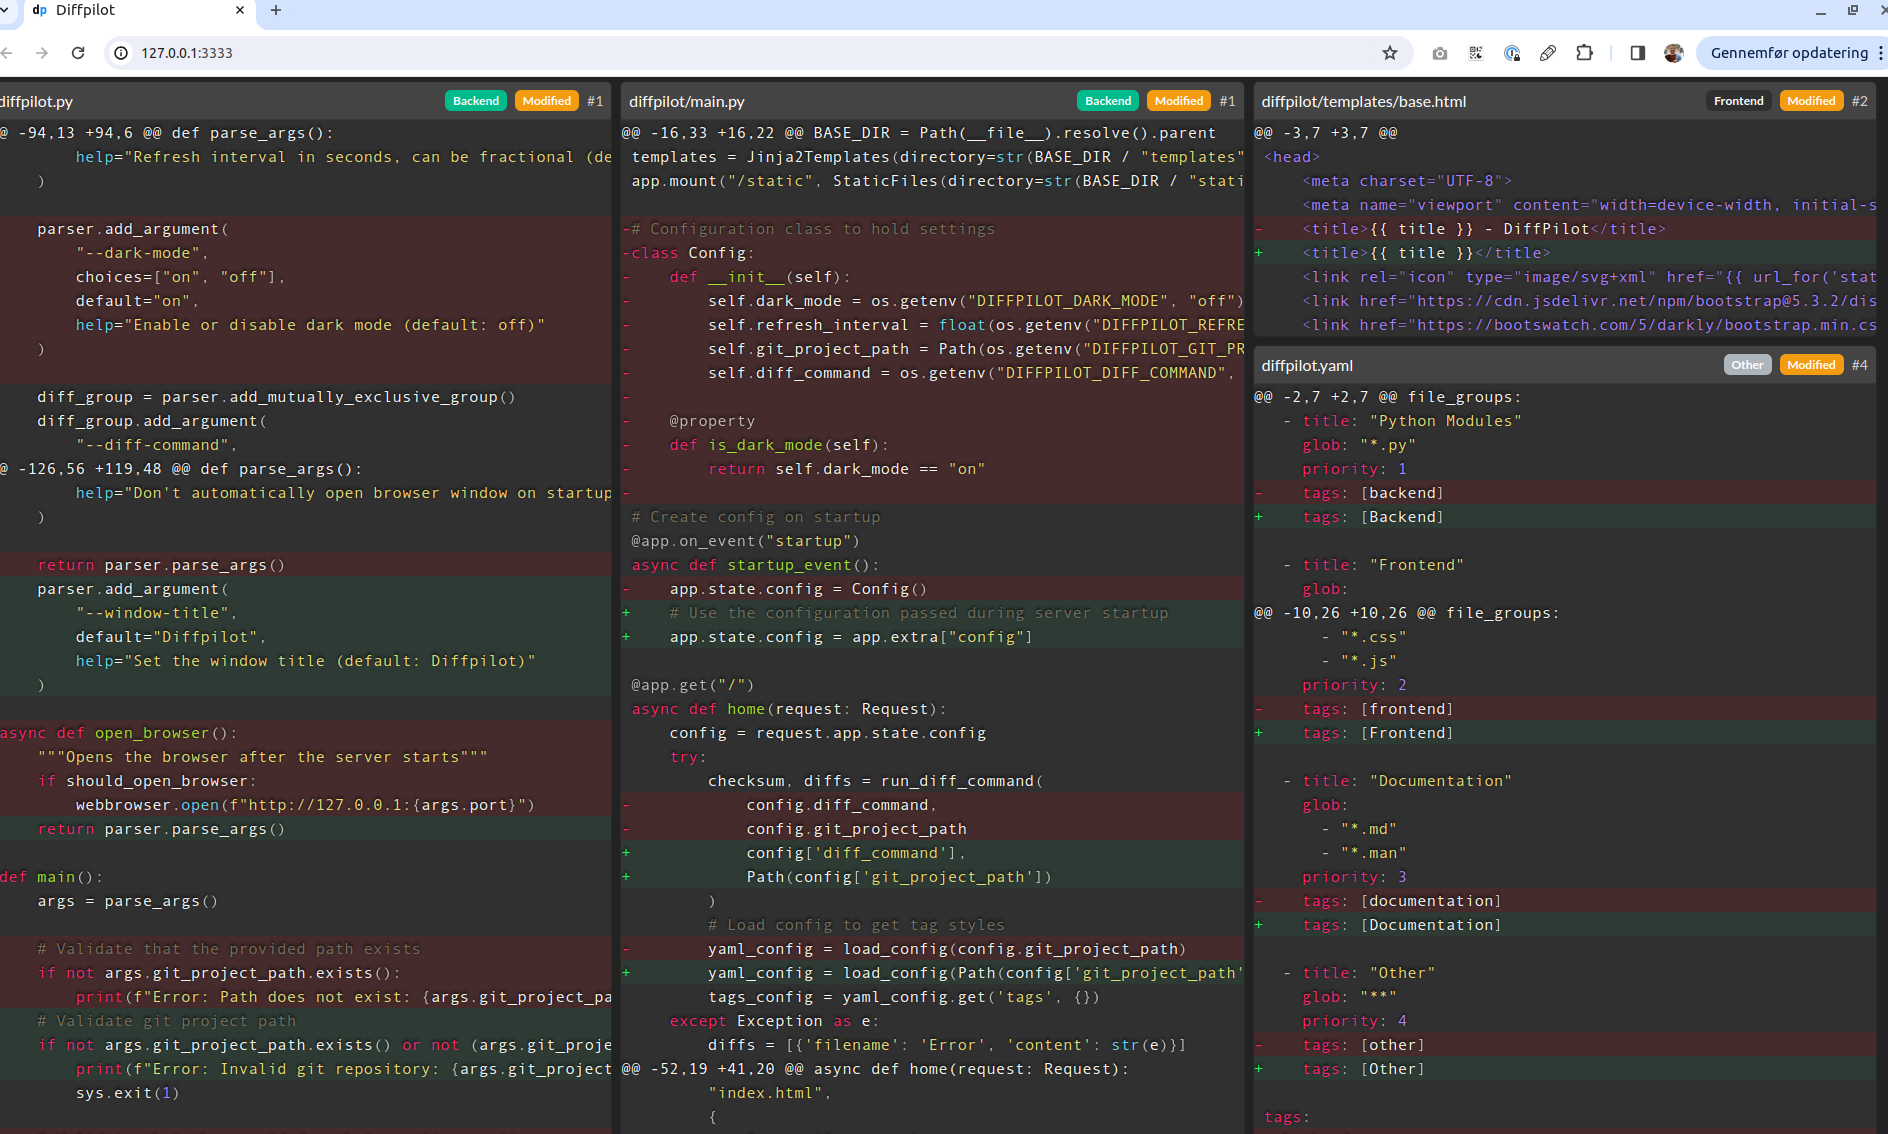 dp Diffpilot
127.0.0.1:3333
Gennemfør opdatering
diffpilot.py Backend Modified #1
@ -94,13 +94,6 @@ def parse_args():
        help="Refresh interval in seconds, can be fractional (de
    )
    parser.add_argument(
        "--dark-mode",
        choices=["on", "off"],
        default="on",
        help="Enable or disable dark mode (default: off)"
    )
    diff_group = parser.add_mutually_exclusive_group()
    diff_group.add_argument(
        "--diff-command",
@ -126,56 +119,48 @@ def parse_args():
        help="Don't automatically open browser window on startup
    )
    return parser.parse_args()
    parser.add_argument(
        "--window-title",
        default="Diffpilot",
        help="Set the window title (default: Diffpilot)"
    )
async def open_browser():
    """Opens the browser after the server starts"""
    if should_open_browser:
        webbrowser.open(f"http://127.0.0.1:{args.port}")
    return parser.parse_args()
def main():
    args = parse_args()
    # Validate that the provided path exists
    if not args.git_project_path.exists():
        print(f"Error: Path does not exist: {args.git_project_pa
    # Validate git project path
    if not args.git_project_path.exists() or not (args.git_proje
        print(f"Error: Invalid git repository: {args.git_project
        sys.exit(1)
diffpilot/main.py Backend Modified #1
@@ -16,33 +16,22 @@ BASE_DIR = Path(__file__).resolve().parent
 templates = Jinja2Templates(directory=str(BASE_DIR / "templates"
 app.mount("/static", StaticFiles(directory=str(BASE_DIR / "stati
-# Configuration class to hold settings
-class Config:
-    def __init__(self):
-        self.dark_mode = os.getenv("DIFFPILOT_DARK_MODE", "off")
-        self.refresh_interval = float(os.getenv("DIFFPILOT_REFRE
-        self.git_project_path = Path(os.getenv("DIFFPILOT_GIT_PR
-        self.diff_command = os.getenv("DIFFPILOT_DIFF_COMMAND",
-
-    @property
-    def is_dark_mode(self):
-        return self.dark_mode == "on"
-
 # Create config on startup
 @app.on_event("startup")
 async def startup_event():
-    app.state.config = Config()
+    # Use the configuration passed during server startup
+    app.state.config = app.extra["config"]
 @app.get("/")
 async def home(request: Request):
     config = request.app.state.config
     try:
         checksum, diffs = run_diff_command(
-            config.diff_command,
-            config.git_project_path
+            config['diff_command'],
+            Path(config['git_project_path'])
         )
         # Load config to get tag styles
-        yaml_config = load_config(config.git_project_path)
+        yaml_config = load_config(Path(config['git_project_path'
         tags_config = yaml_config.get('tags', {})
     except Exception as e:
         diffs = [{'filename': 'Error', 'content': str(e)}]
@@ -52,19 +41,20 @@ async def home(request: Request):
         "index.html",
         {
diffpilot/templates/base.html Frontend Modified #2
@@ -3,7 +3,7 @@
 <head>
     <meta charset="UTF-8">
     <meta name="viewport" content="width=device-width, initial-s
-    <title>{{ title }} - DiffPilot</title>
+    <title>{{ title }}</title>
     <link rel="icon" type="image/svg+xml" href="{{ url_for('stat
     <link href="https://cdn.jsdelivr.net/npm/bootstrap@5.3.2/dis
     <link href="https://bootswatch.com/5/darkly/bootstrap.min.cs
diffpilot.yaml Other Modified #4
@@ -2,7 +2,7 @@ file_groups:
   - title: "Python Modules"
     glob: "*.py"
     priority: 1
-    tags: [backend]
+    tags: [Backend]
   - title: "Frontend"
     glob:
@@ -10,26 +10,26 @@ file_groups:
       - "*.css"
       - "*.js"
     priority: 2
-    tags: [frontend]
+    tags: [Frontend]
   - title: "Documentation"
     glob:
       - "*.md"
       - "*.man"
     priority: 3
-    tags: [documentation]
+    tags: [Documentation]
   - title: "Other"
     glob: "**"
     priority: 4
-    tags: [other]
+    tags: [Other]
 tags: